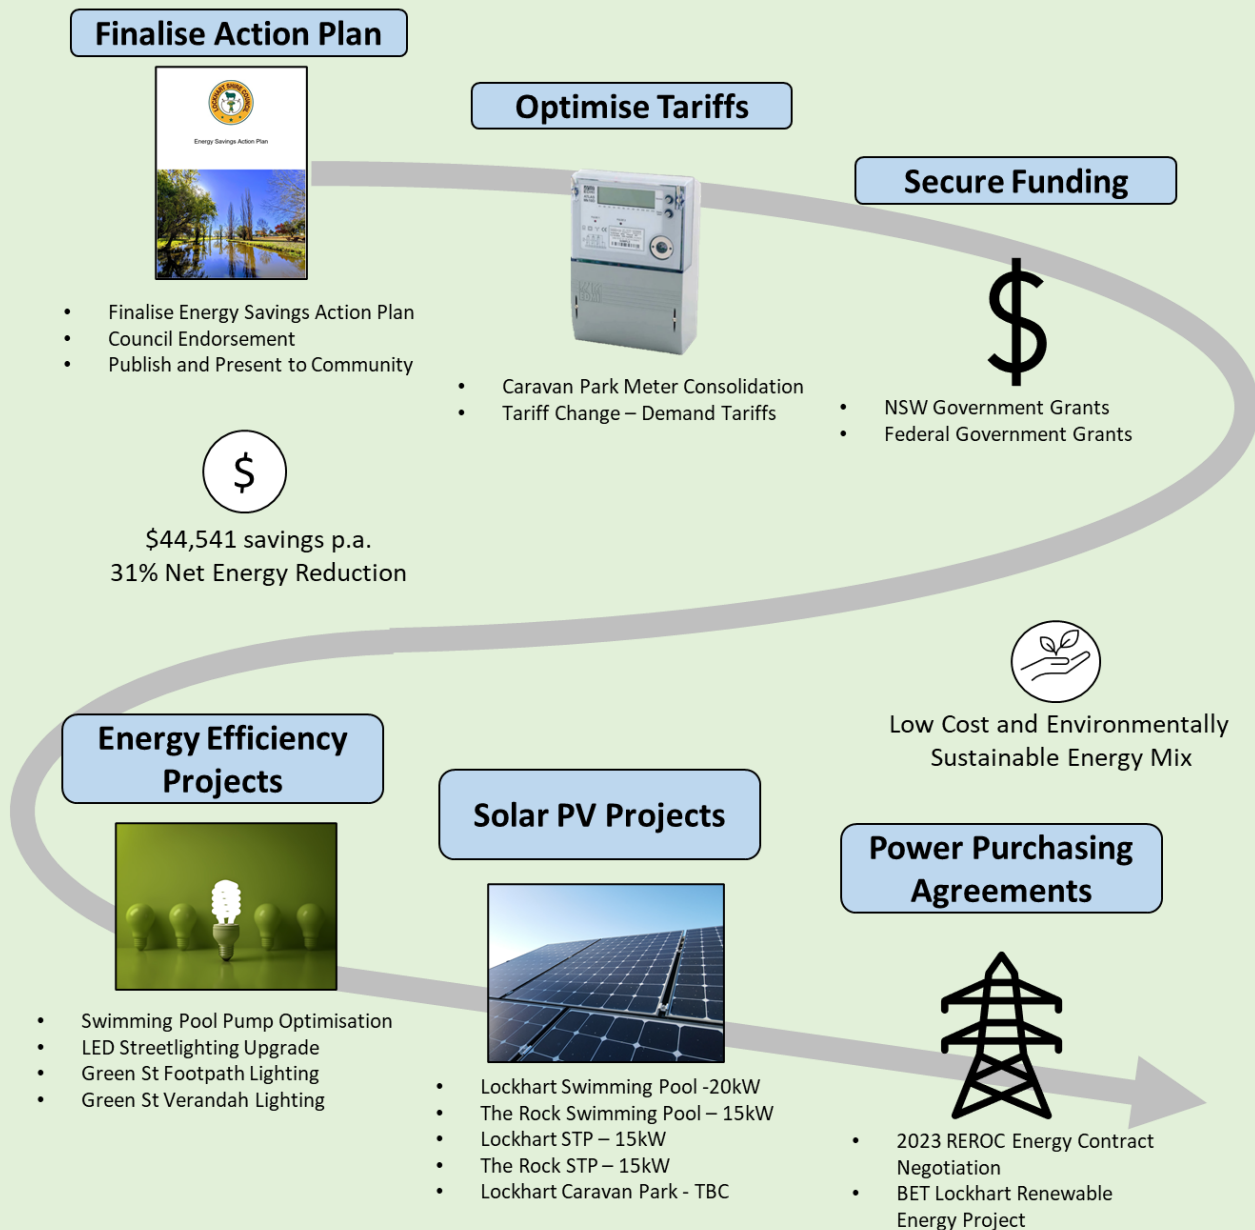 Finalise Action Plan
LOCKHART SHIRE COUNCIL
Energy Savings Action Plan
• Finalise Energy Savings Action Plan
• Council Endorsement
• Publish and Present to Community
Optimise Tariffs
• Caravan Park Meter Consolidation
• Tariff Change – Demand Tariffs
Secure Funding
$
• NSW Government Grants
• Federal Government Grants
$
$44,541 savings p.a.
31% Net Energy Reduction
Low Cost and Environmentally
Sustainable Energy Mix
Energy Efficiency
Projects
• Swimming Pool Pump Optimisation
• LED Streetlighting Upgrade
• Green St Footpath Lighting
• Green St Verandah Lighting
Solar PV Projects
• Lockhart Swimming Pool -20kW
• The Rock Swimming Pool – 15kW
• Lockhart STP – 15kW
• The Rock STP – 15kW
• Lockhart Caravan Park - TBC
Power Purchasing
Agreements
• 2023 REROC Energy Contract
Negotiation
• BET Lockhart Renewable
Energy Project